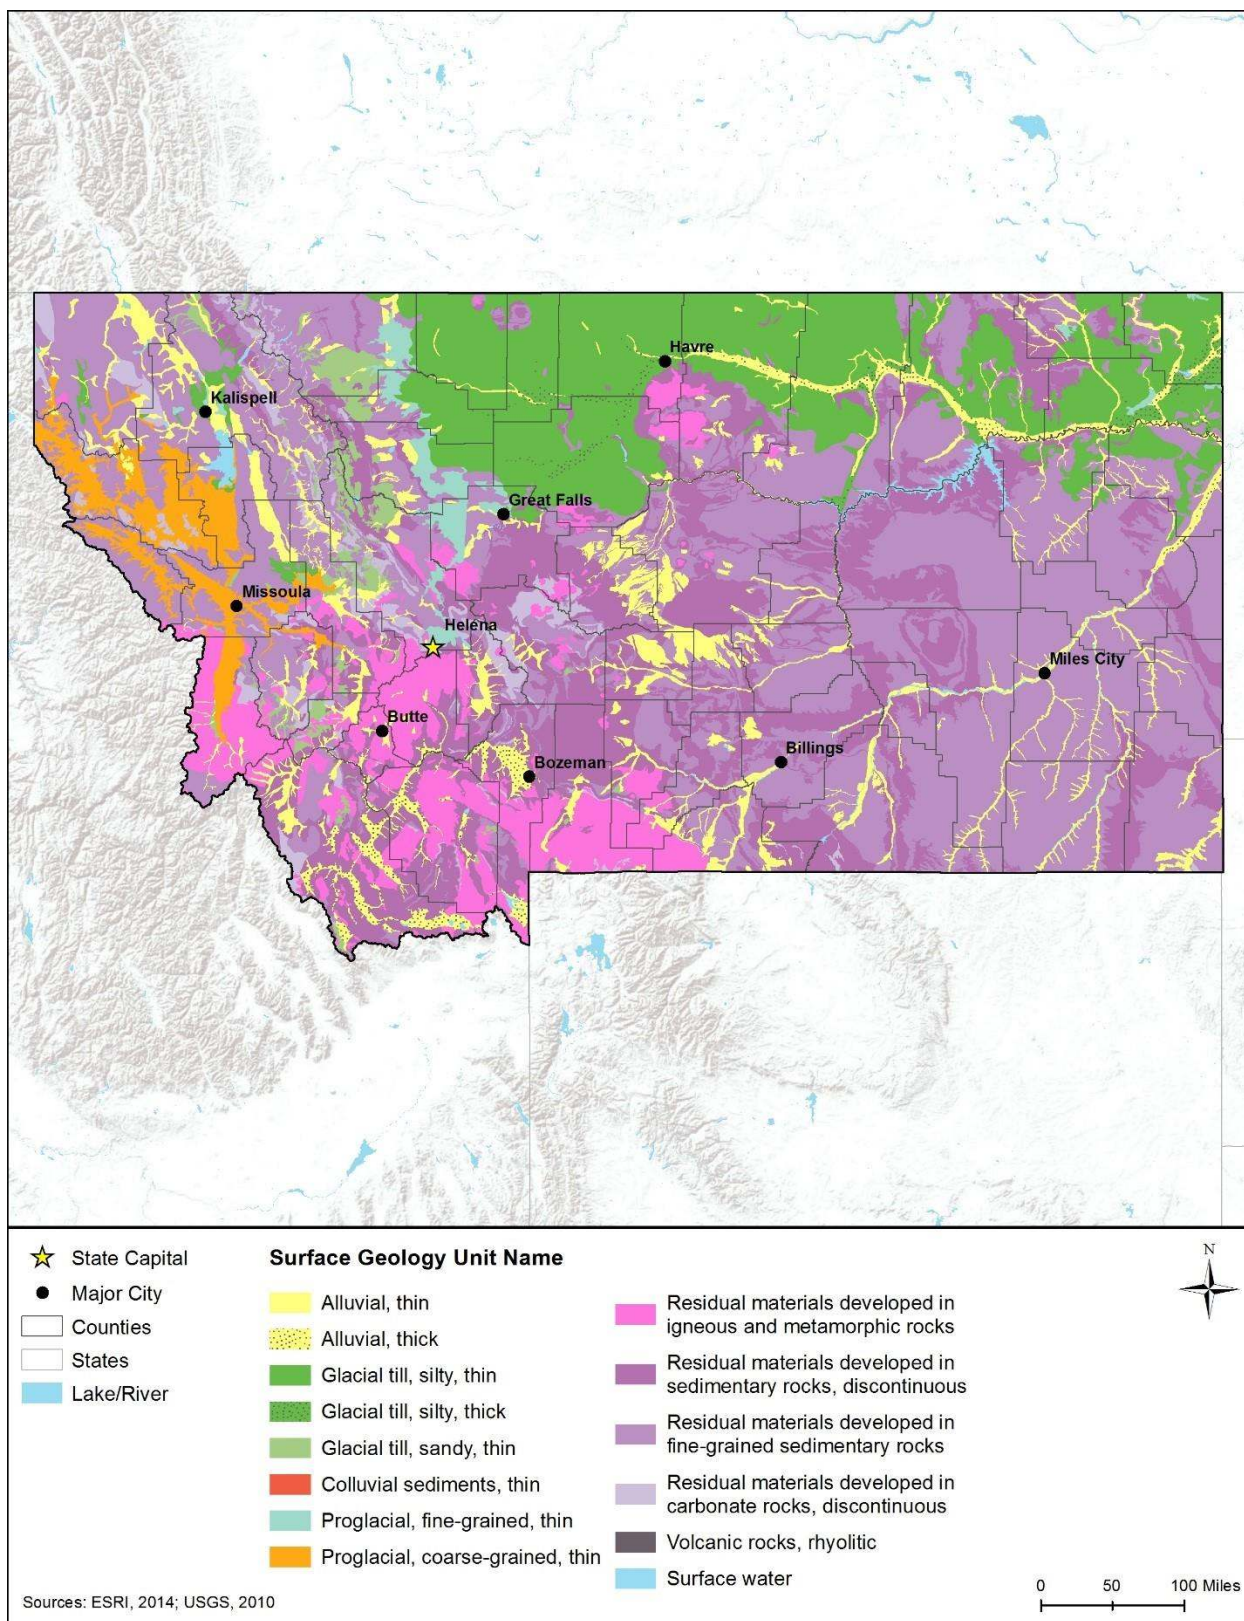 Havre
Kalispell
Great Falls
Missoula
Helena
Miles City
Butte
Billings
Bozeman
State Capital
Major City
Counties
States
Lake/River
Surface Geology Unit Name
Alluvial, thin
Alluvial, thick
Glacial till, silty, thin
Glacial till, silty, thick
Glacial till, sandy, thin
Colluvial sediments, thin
Proglacial, fine-grained, thin
Proglacial, coarse-grained, thin
Residual materials developed in
igneous and metamorphic rocks
Residual materials developed in
sedimentary rocks, discontinuous
Residual materials developed in
fine-grained sedimentary rocks
Residual materials developed in
carbonate rocks, discontinuous
Volcanic rocks, rhyolitic
Surface water
N
0 50 100 Miles
Sources: ESRI, 2014; USGS, 2010